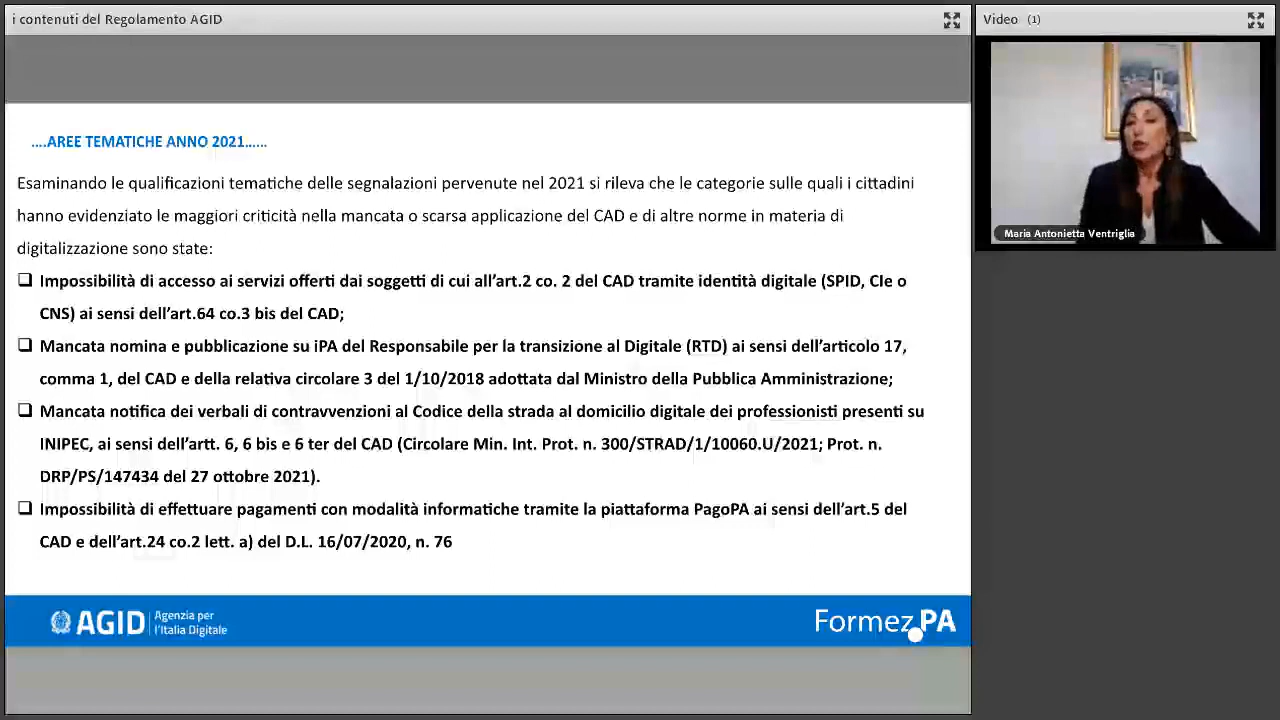 i contenuti del Regolamento AGID
Video (1)
Maria Antonietta Ventriglia
....AREE TEMATICHE ANNO 2021......
Esaminando le qualificazioni tematiche delle segnalazioni pervenute nel 2021 si rileva che le categorie sulle quali i cittadini
hanno evidenziato le maggiori criticità nella mancata o scarsa applicazione del CAD e di altre norme in materia di
digitalizzazione sono state:
Impossibilità di accesso ai servizi offerti dai soggetti di cui all’art.2 co. 2 del CAD tramite identità digitale (SPID, CIe o
CNS) ai sensi dell’art.64 co.3 bis del CAD;
Mancata nomina e pubblicazione su iPA del Responsabile per la transizione al Digitale (RTD) ai sensi dell’articolo 17,
comma 1, del CAD e della relativa circolare 3 del 1/10/2018 adottata dal Ministro della Pubblica Amministrazione;
Mancata notifica dei verbali di contravvenzioni al Codice della strada al domicilio digitale dei professionisti presenti su
INIPEC, ai sensi dell’artt. 6, 6 bis e 6 ter del CAD (Circolare Min. Int. Prot. n. 300/STRAD/1/10060.U/2021; Prot. n.
DRP/PS/147434 del 27 ottobre 2021).
Impossibilità di effettuare pagamenti con modalità informatiche tramite la piattaforma PagoPA ai sensi dell’art.5 del
CAD e dell’art.24 co.2 lett. a) del D.L. 16/07/2020, n. 76
AGID
Agenzia per
l’Italia Digitale
Formez PA